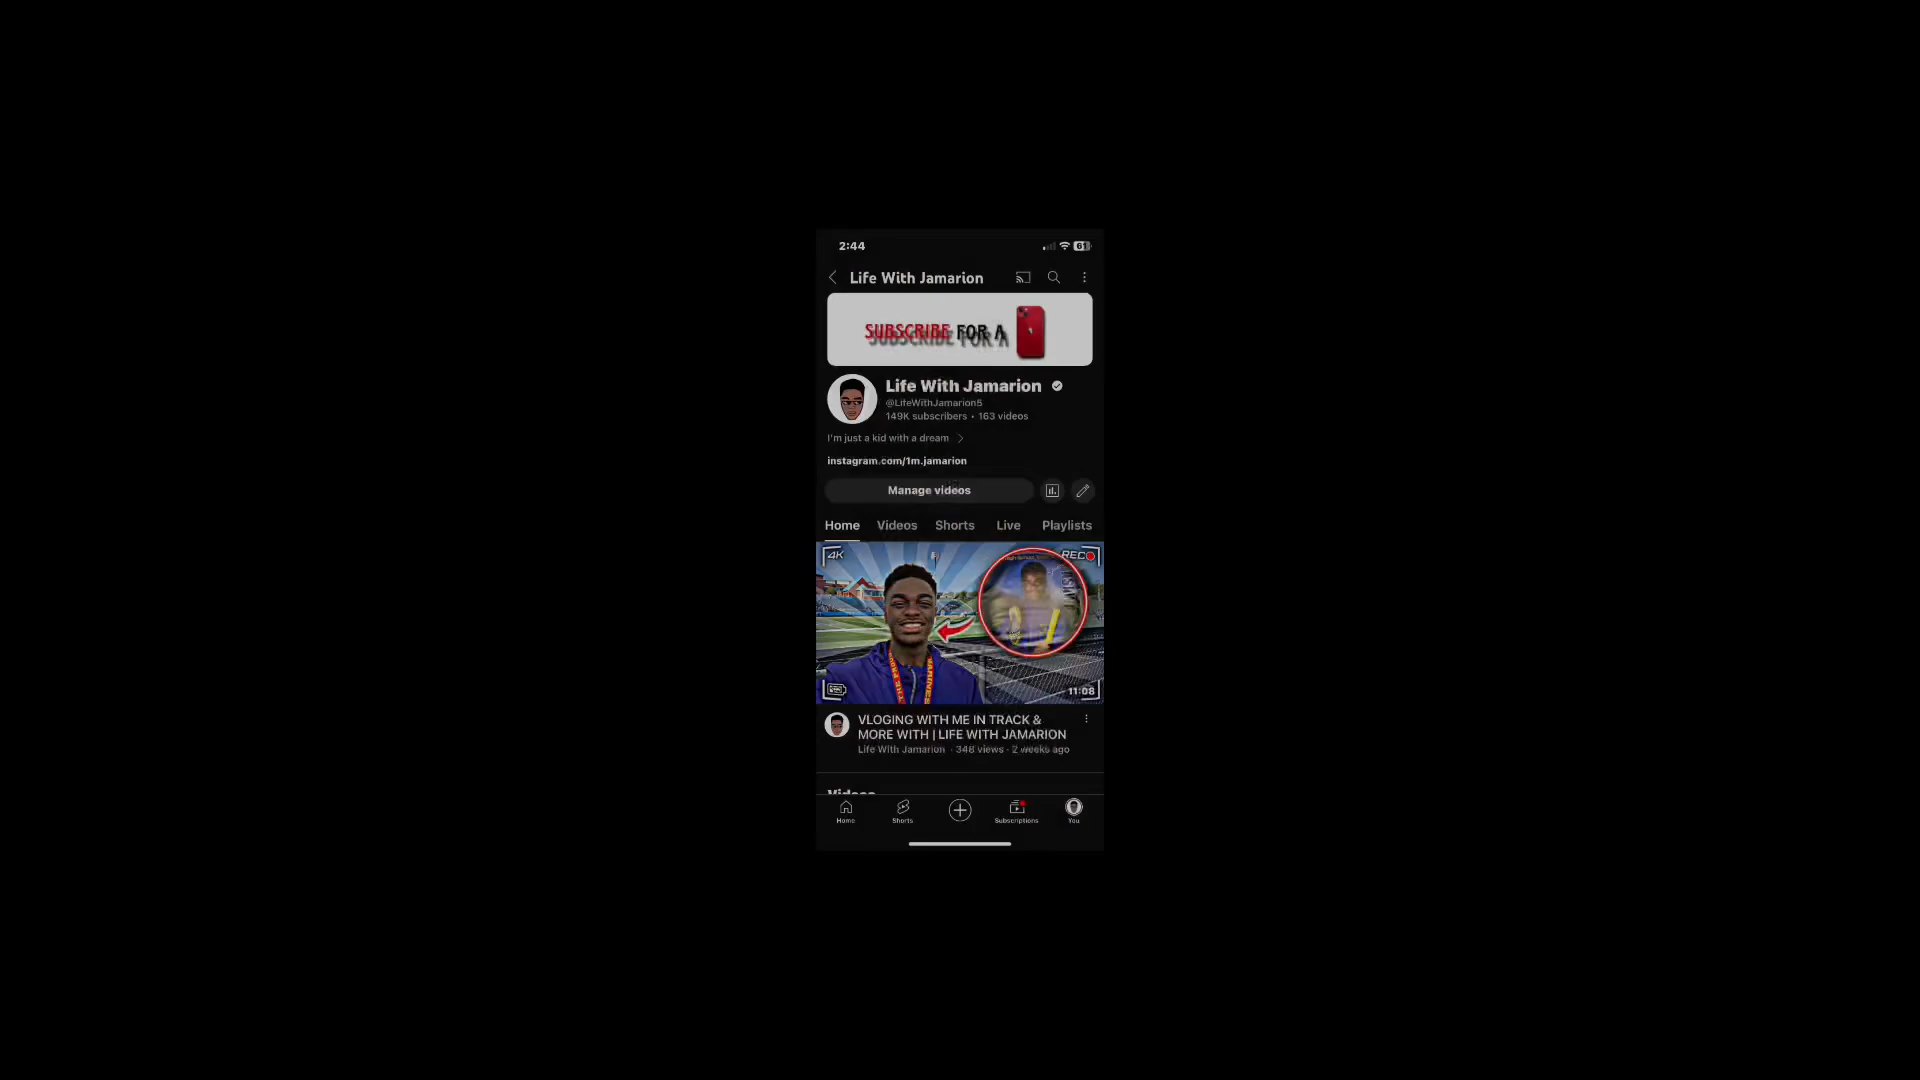 2:44
61
Life With Jamarion
SUBSCRIBE FOR A
Life With Jamarion
@LifeWithJamarion5
149K subscribers • 163 videos
I'm just a kid with a dream
instagram.com/1m.jamarion
Manage videos
Home Videos Shorts Live Playlists
4K REC
11:08
VLOGING WITH ME IN TRACK &
MORE WITH | LIFE WITH JAMARION
Life With Jamarion · 348 views · 2 weeks ago
Videos
Home Shorts Subscriptions You